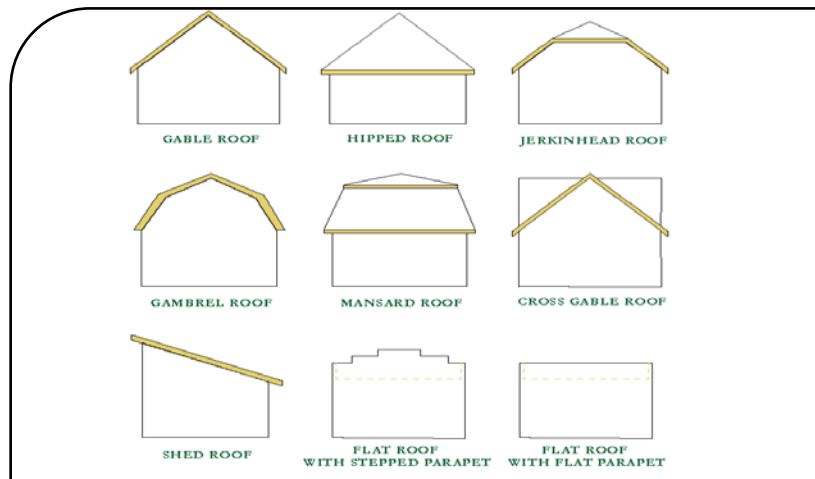 GABLE ROOF
HIPPED ROOF
JERKINHEAD ROOF
GAMBREL ROOF
MANSARD ROOF
CROSS GABLE ROOF
SHED ROOF
FLAT ROOF
WITH STEPPED PARAPET
FLAT ROOF
WITH FLAT PARAPET